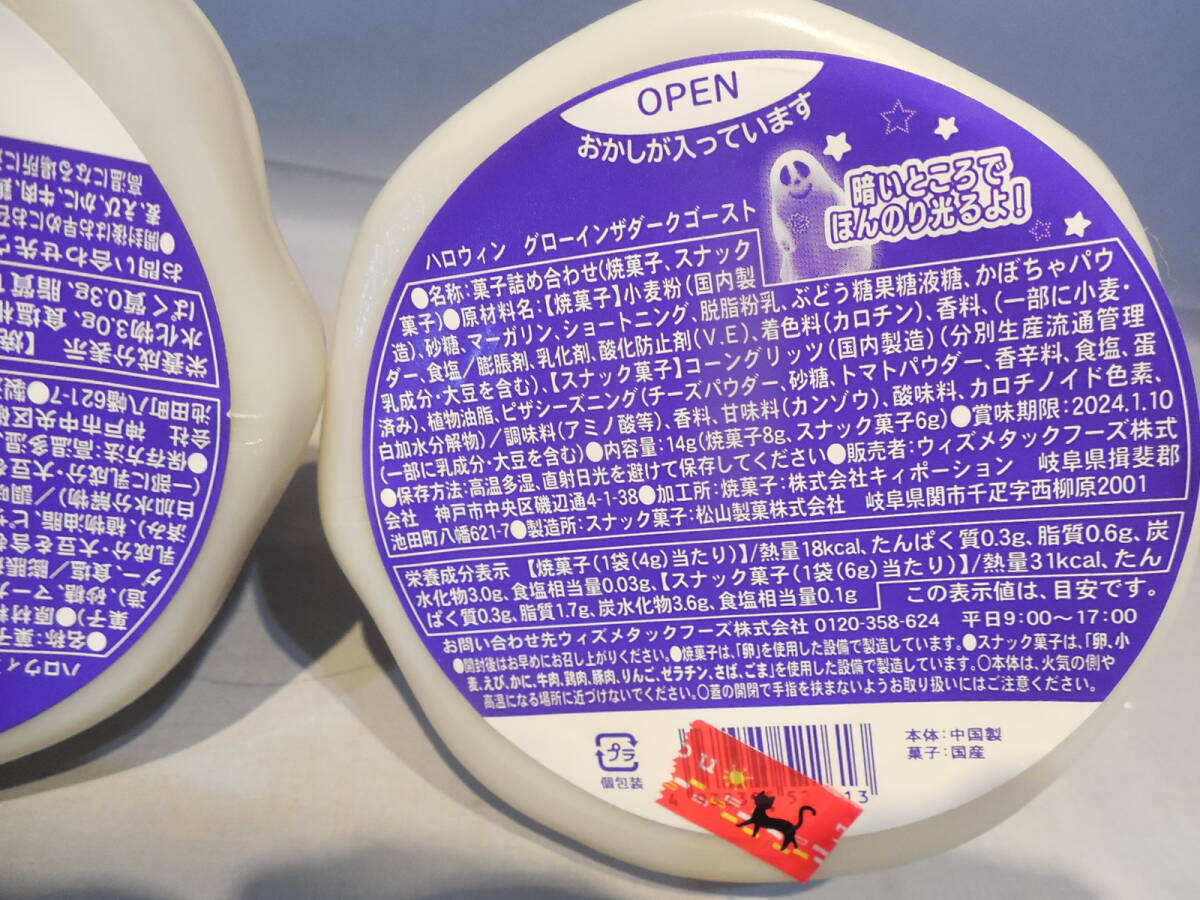 OPEN
おかしが入っています
暗いところで
ほんのり光るよ!
ハロウィン グローインザダークゴースト
●名称:菓子詰め合わせ(焼菓子、スナック
菓子)●原材料名:【焼菓子】小麦粉(国内製
造)、砂糖、マーガリン、ショートニング、脱脂粉乳、ぶどう糖果糖液糖、かぼちゃパウ
ダー、食塩/膨脹剤、乳化剤、酸化防止剤(V.E)、着色料(カロチン)、香料、(一部に小麦・
乳成分・大豆を含む)、【スナック菓子】コーングリッツ(国内製造)(分別生産流通管理
済み)、植物油脂、ピザシーズニング(チーズパウダー、砂糖、トマトパウダー、香辛料、食塩、蛋
白加水分解物)/調味料(アミノ酸等)、香料、甘味料(カンゾウ)、酸味料、カロチノイド色素、
(一部に乳成分・大豆を含む)●内容量:14g(焼菓子8g、スナック菓子6g)●賞味期限:2024.1.10
●保存方法:高温多湿、直射日光を避けて保存してください●販売者:ウィズメタックフーズ株式
会社 神戸市中央区磯辺通4-1-38●加工所:焼菓子:株式会社キィポーション 岐阜県揖斐郡
池田町八幡621-7●製造所:スナック菓子:松山製菓株式会社 岐阜県関市千疋字西柳原2001
栄養成分表示 【焼菓子(1袋(4g)当たり)】/熱量18kcal、たんぱく質0.3g、脂質0.6g、炭
水化物3.0g、食塩相当量0.03g、【スナック菓子(1袋(6g)当たり)】/熱量31kcal、たん
ぱく質0.3g、脂質1.7g、炭水化物3.6g、食塩相当量0.1g この表示値は、目安です。
お問い合わせ先ウィズメタックフーズ株式会社 0120-358-624 平日9:00〜17:00
●開封後はお早めにお召し上がりください。●焼菓子は、「卵」を使用した設備で製造しています。●スナック菓子は、「卵、小
麦、えび、かに、牛肉、鶏肉、豚肉、りんご、ゼラチン、さば、ごま」を使用した設備で製造しています。○本体は、火気の側や
高温になる場所に近づけないでください。○蓋の開閉で手指を挟まないようお取り扱いにはご注意ください。
プラ
個包装
本体:中国製
菓子:国産